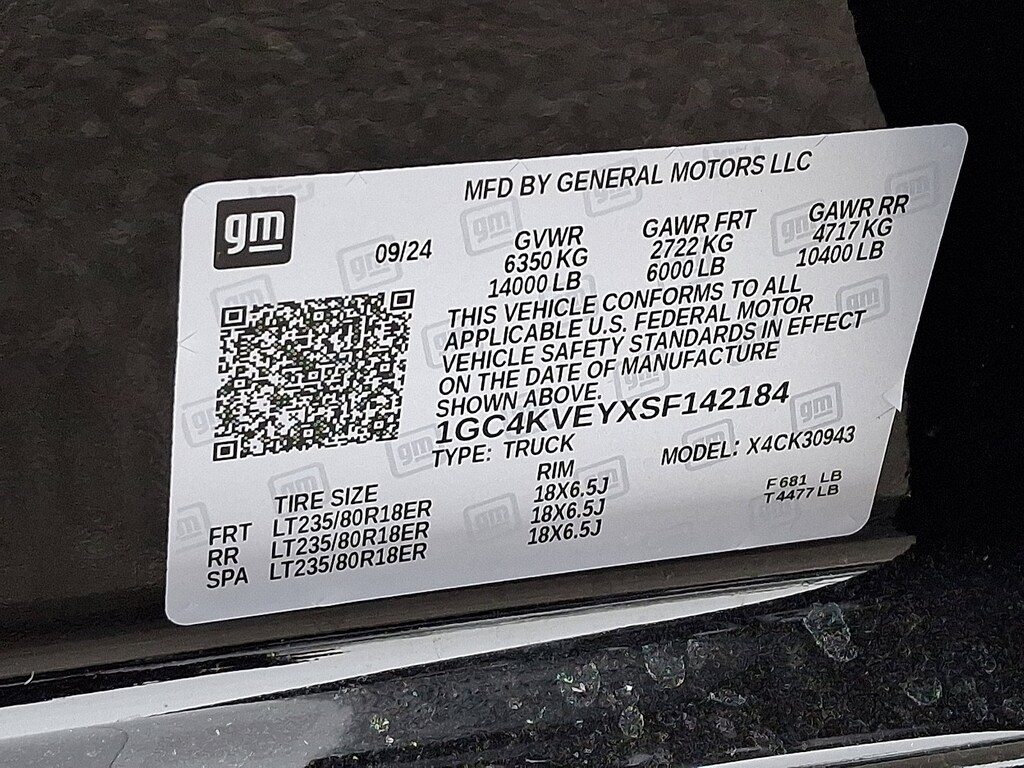 MFD BY GENERAL MOTORS LLC
gm
09/24
GVWR
6350 KG
14000 LB
GAWR FRT
2722 KG
6000 LB
GAWR RR
4717 KG
10400 LB
THIS VEHICLE CONFORMS TO ALL
APPLICABLE U.S. FEDERAL MOTOR
VEHICLE SAFETY STANDARDS IN EFFECT
ON THE DATE OF MANUFACTURE
SHOWN ABOVE.
1GC4KVEYXSF142184
TYPE: TRUCK
MODEL: X4CK30943
TIRE SIZE RIM
FRT LT235/80R18ER 18X6.5J
RR LT235/80R18ER 18X6.5J
SPA LT235/80R18ER 18X6.5J
F 681 LB
T 4477 LB